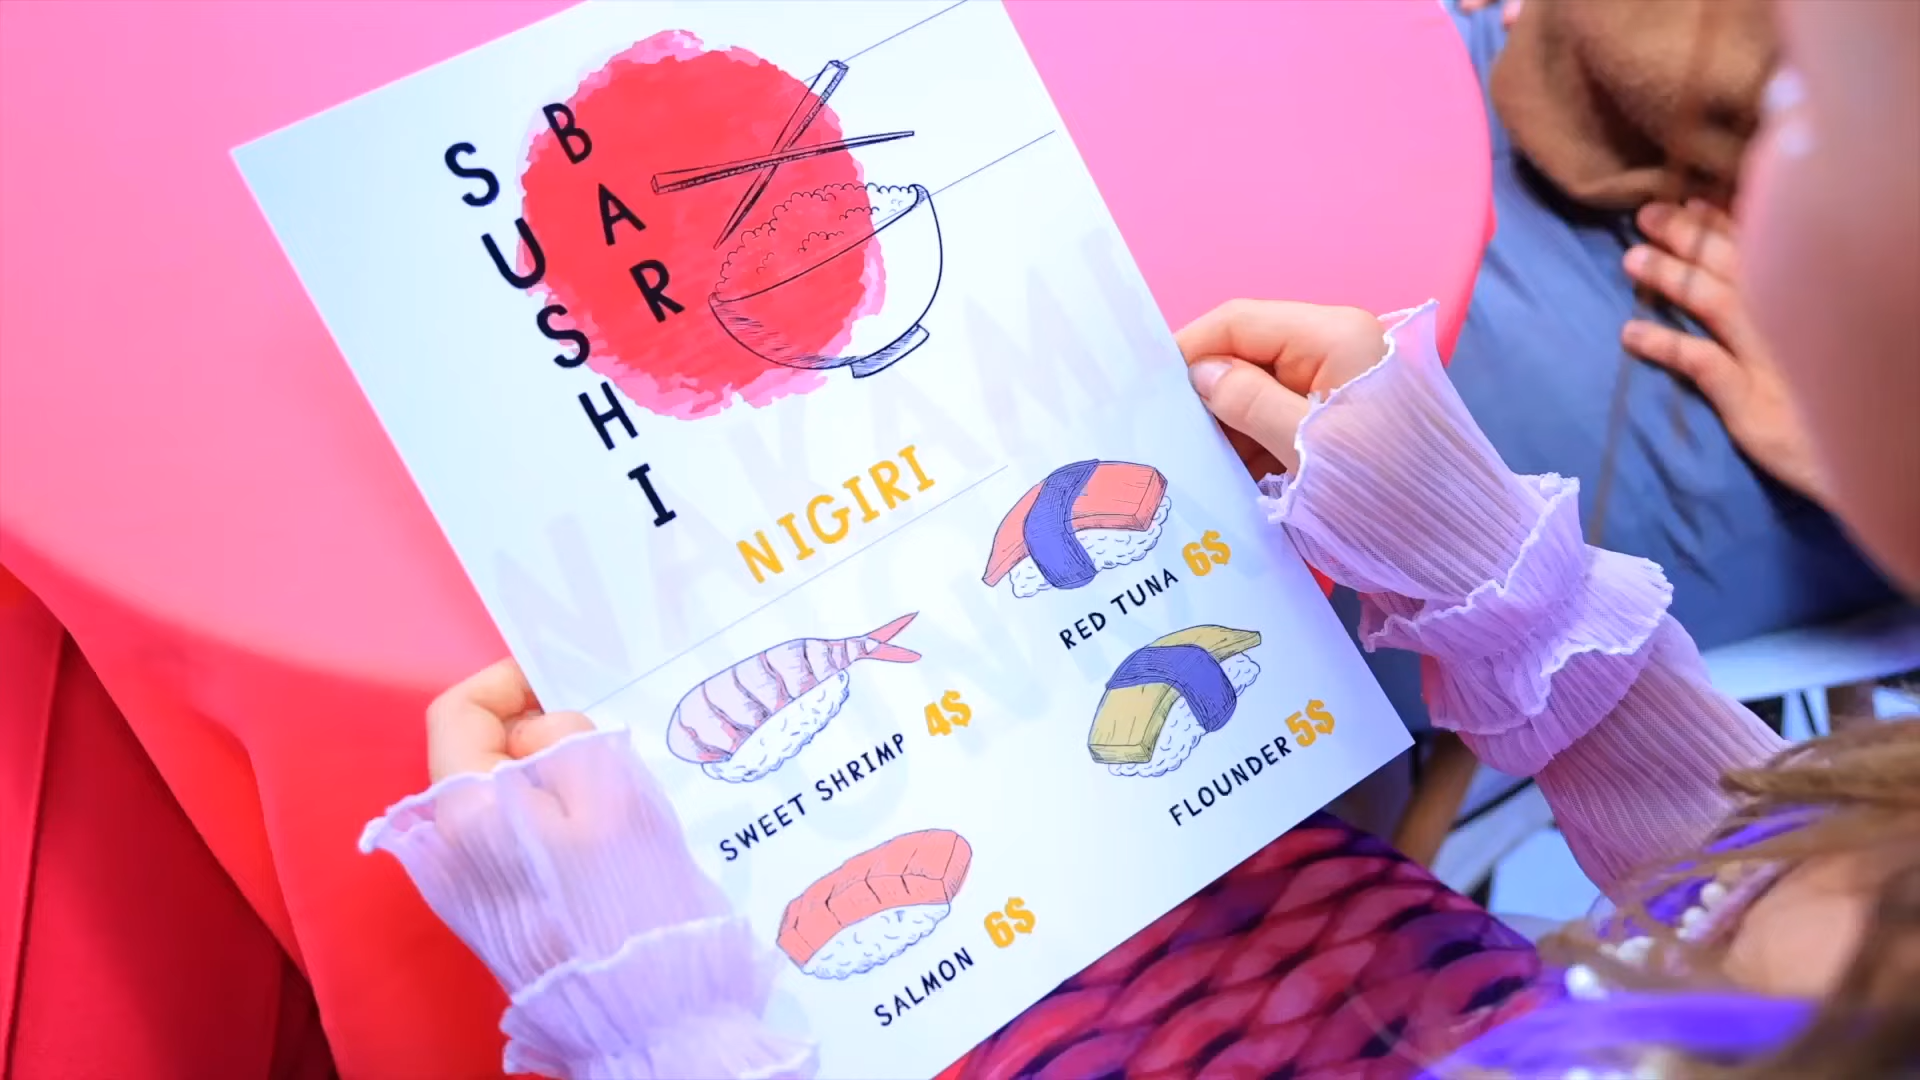 SUSHI
BAR
NIGIRI
RED TUNA 6$
SWEET SHRIMP 4$
FLOUNDER 5$
SALMON 6$